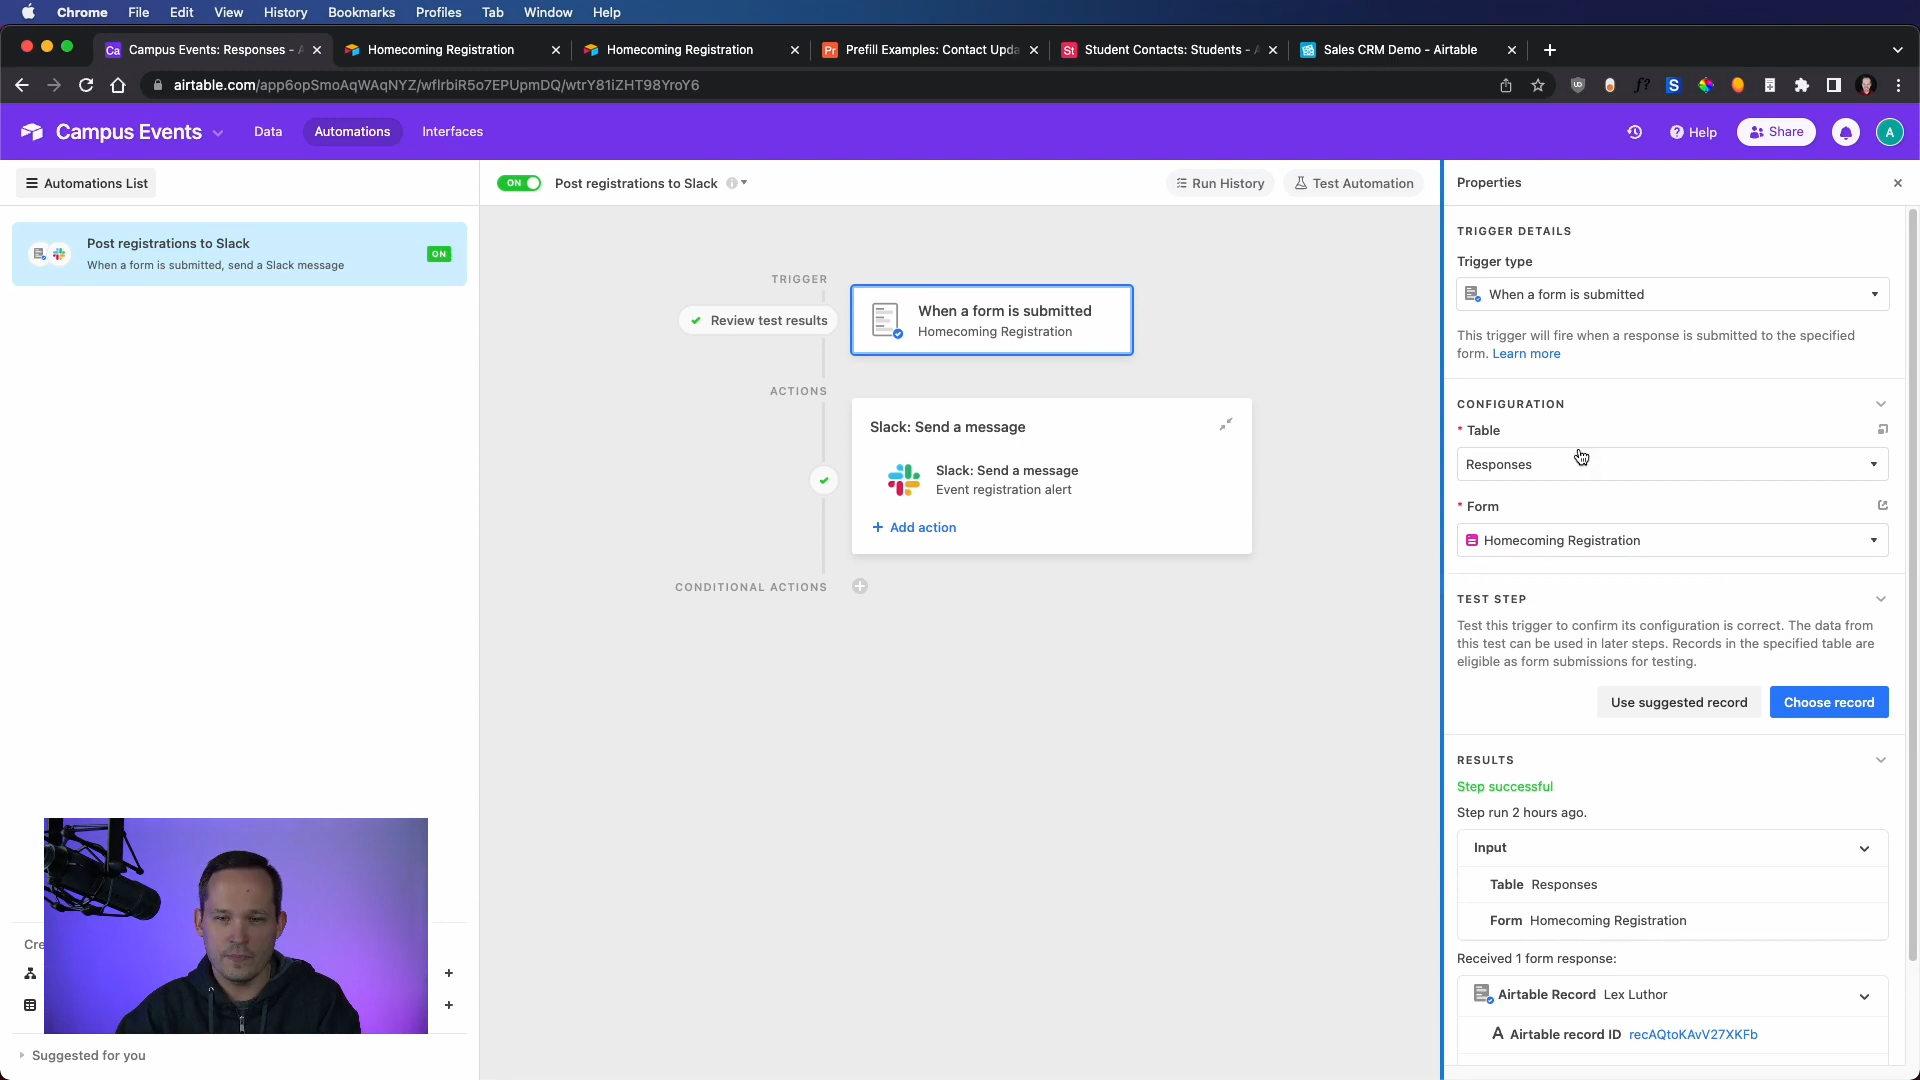 Chrome File Edit View History Bookmarks Profiles Tab Window Help
Campus Events: Responses - A
Homecoming Registration
Homecoming Registration
Prefill Examples: Contact Upda
Student Contacts: Students - A
Sales CRM Demo - Airtable
airtable.com/app6opSmoAqWAqNYZ/wflrbiR5o7EPUpmDQ/wtrY81iZHT98YroY6
Campus Events Data Automations Interfaces Help Share A
Automations List
ON Post registrations to Slack
Run History Test Automation
Properties
Post registrations to Slack
When a form is submitted, send a Slack message
ON
TRIGGER
Review test results
When a form is submitted
Homecoming Registration
ACTIONS
Slack: Send a message
Slack: Send a message
Event registration alert
+ Add action
CONDITIONAL ACTIONS
TRIGGER DETAILS
Trigger type
When a form is submitted
This trigger will fire when a response is submitted to the specified
form. Learn more
CONFIGURATION
* Table
Responses
* Form
Homecoming Registration
TEST STEP
Test this trigger to confirm its configuration is correct. The data from
this test can be used in later steps. Records in the specified table are
eligible as form submissions for testing.
Use suggested record Choose record
RESULTS
Step successful
Step run 2 hours ago.
Input
Table Responses
Form Homecoming Registration
Received 1 form response:
Airtable Record Lex Luthor
A Airtable record ID recAQtoKAvV27XKFb
Cre
Suggested for you